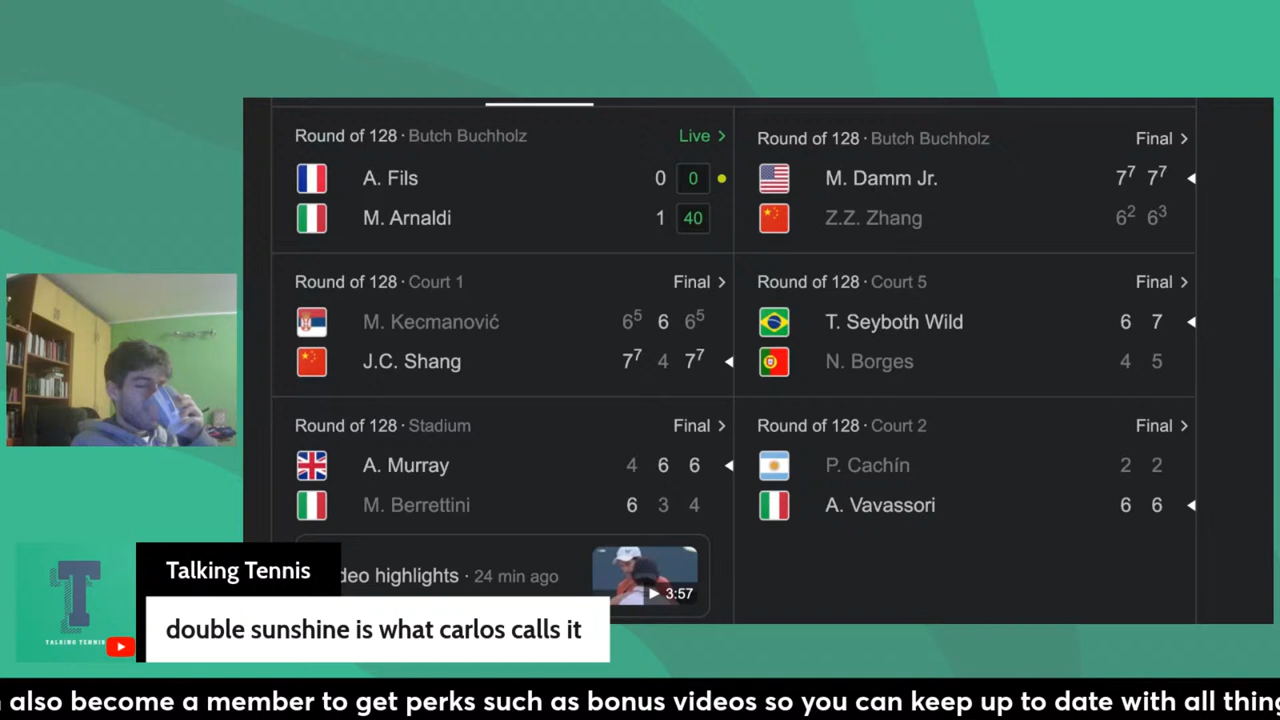 Round of 128 · Butch Buchholz Live >
A. Fils 0 0
M. Arnaldi 1 40
Round of 128 · Butch Buchholz Final >
M. Damm Jr. 7⁷ 7⁷
Z.Z. Zhang 6² 6³
Round of 128 · Court 1 Final >
M. Kecmanović 6⁵ 6 6⁵
J.C. Shang 7⁷ 4 7⁷
Round of 128 · Court 5 Final >
T. Seyboth Wild 6 7
N. Borges 4 5
Round of 128 · Stadium Final >
A. Murray 4 6 6
M. Berrettini 6 3 4
Round of 128 · Court 2 Final >
P. Cachín 2 2
A. Vavassori 6 6
deo highlights · 24 min ago
3:57
T
TALKING TENNIS
Talking Tennis
double sunshine is what carlos calls it
also become a member to get perks such as bonus videos so you can keep up to date with all thing